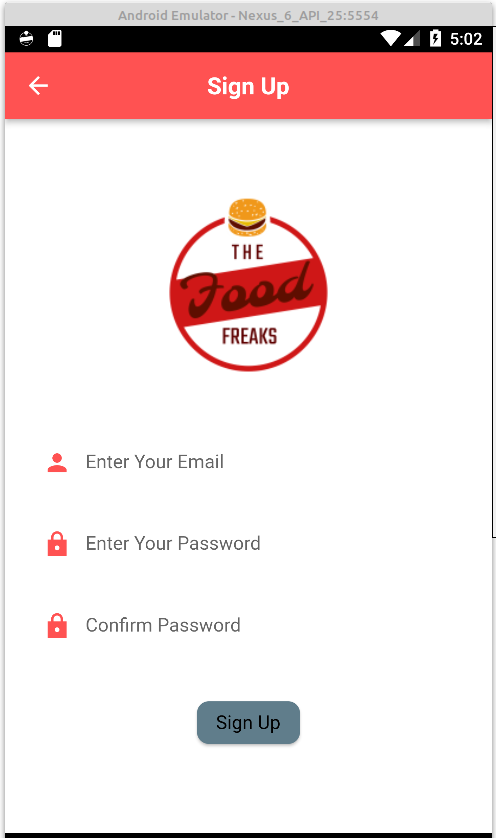 Android Emulator - Nexus_6_API_25:5554
5:02
Sign Up
THE
Food
FREAKS
Enter Your Email
Enter Your Password
Confirm Password
Sign Up